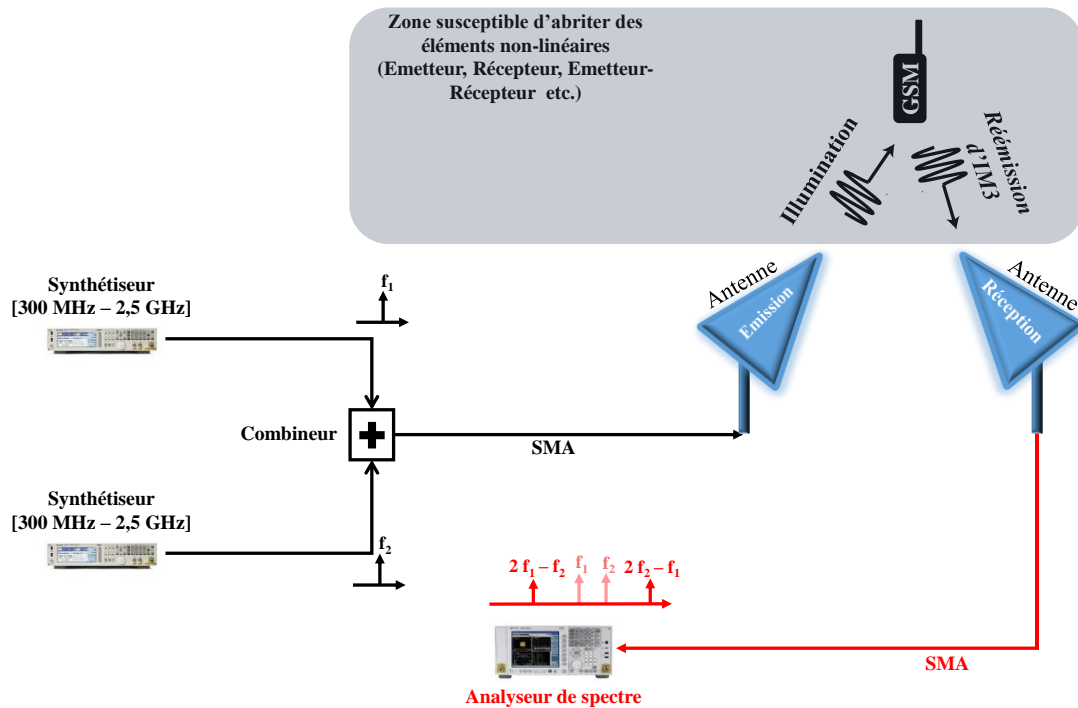 Zone susceptible d’abriter des
éléments non-linéaires
(Emetteur, Récepteur, Emetteur-
Récepteur etc.)
GSM
Illumination
Réémission
d’IM3
Synthétiseur
[300 MHz – 2,5 GHz]
f1
Antenne
Emission
Antenne
Réception
Combineur
SMA
Synthétiseur
[300 MHz – 2,5 GHz]
f2
2 f1 – f2 f1 f2 2 f2 – f1
SMA
Analyseur de spectre